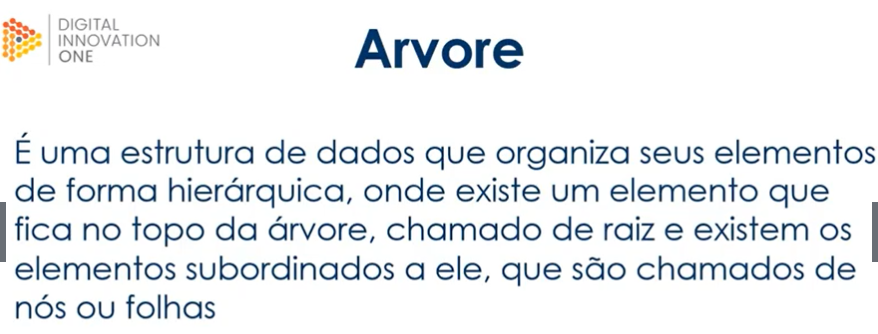 DIGITAL
INNOVATION
ONE
Arvore
É uma estrutura de dados que organiza seus elementos
de forma hierárquica, onde existe um elemento que
fica no topo da árvore, chamado de raiz e existem os
elementos subordinados a ele, que são chamados de
nós ou folhas